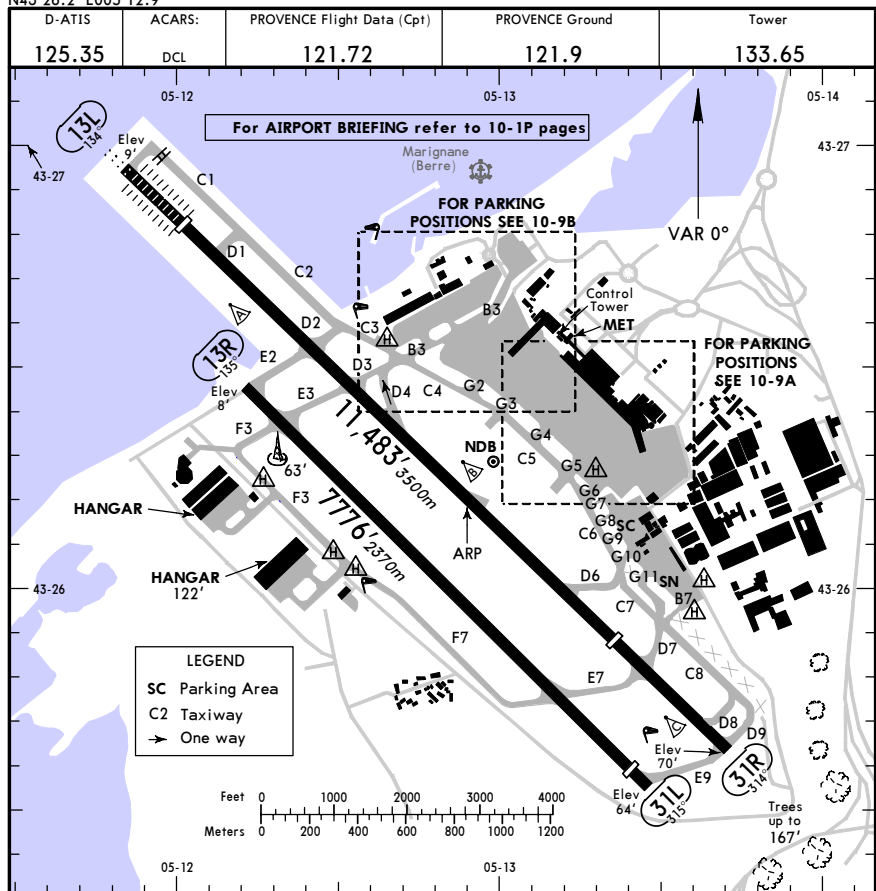 N43 26.2 E005 12.9
D-ATIS
125.35
ACARS:
DCL
PROVENCE Flight Data (Cpt)
121.72
PROVENCE Ground
121.9
Tower
133.65
05-12
05-13
05-14
13L
134°
Elev
9'
For AIRPORT BRIEFING refer to 10-1P pages
43-27
43-27
C1
Marignane
(Berre)
FOR PARKING
POSITIONS SEE 10-9B
VAR 0°
D1
C2
A
D2
C3
H
B3
B3
Control
Tower
MET
FOR PARKING
POSITIONS
SEE 10-9A
13R
135°
Elev
8'
E2
D3
E3
D4
C4
G2
G3
G4
C5
NDB
B
G5
H
G6
G7
G8
SC
G9
C6
G10
G11
SN
H
B7
H
F3
63'
H
F3
11,483' 3500m
7776' 2370m
HANGAR
HANGAR
122'
H
H
ARP
D6
C7
43-26
43-26
D7
C8
F7
E7
C
D8
D9
Elev
70'
E9
31R
314°
31L
315°
Elev
64'
Trees
up to
167'
LEGEND
SC Parking Area
C2 Taxiway
→ One way
Feet 0 1000 2000 3000 4000
Meters 0 200 400 600 800 1000 1200
05-12
05-13